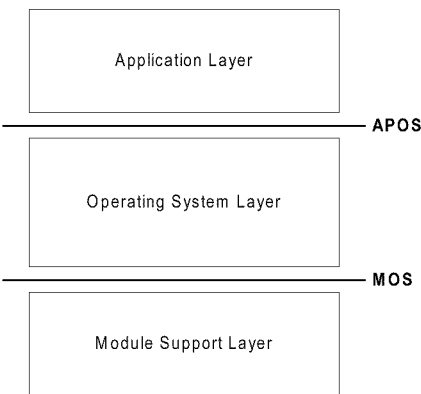 Application Layer
APOS
Operating System Layer
MOS
Module Support Layer